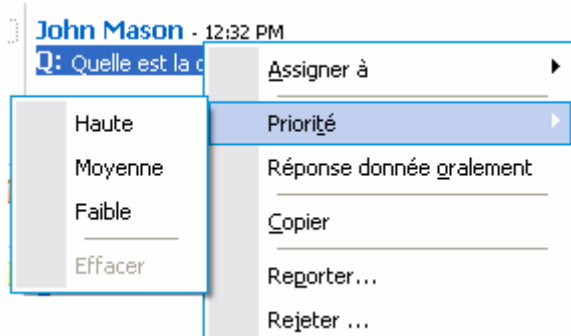 John Mason - 12:32 PM
Q: Quelle est la
Assigner à
Priorité
Réponse donnée oralement
Copier
Reporter...
Rejeter ...
Haute
Moyenne
Faible
Effacer